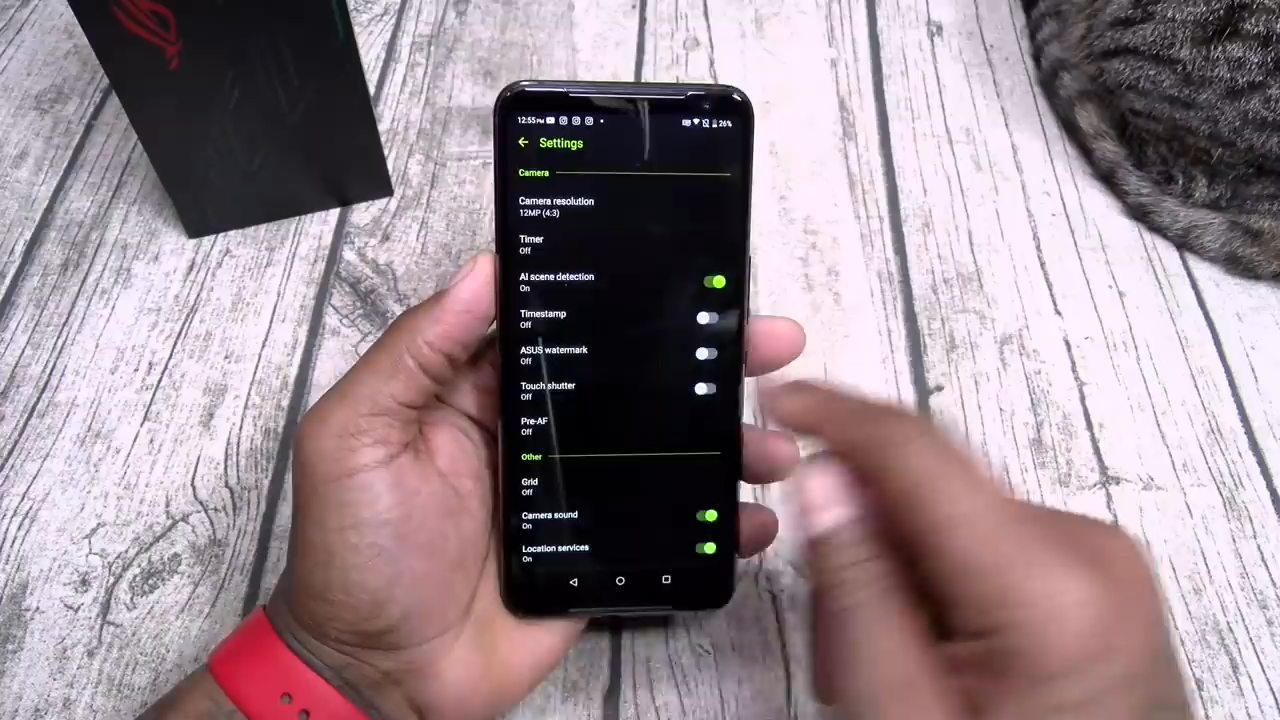 12:55 PM 26%
Settings
Camera
Camera resolution
12MP (4:3)
Timer
Off
AI scene detection
On
Timestamp
Off
ASUS watermark
Off
Touch shutter
Off
Pre-AF
Off
Other
Grid
Off
Camera sound
On
Location services
On